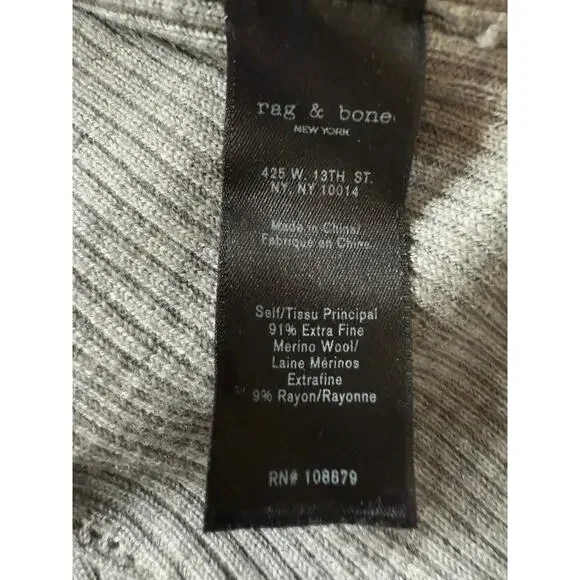 rag & bone
NEW YORK
425 W. 13TH ST.
NY, NY 10014
Made in China/
Fabriqué en Chine
Self/Tissu Principal
91% Extra Fine
Merino Wool/
Laine Mérinos
Extrafine
9% Rayon/Rayonne
RN# 108879